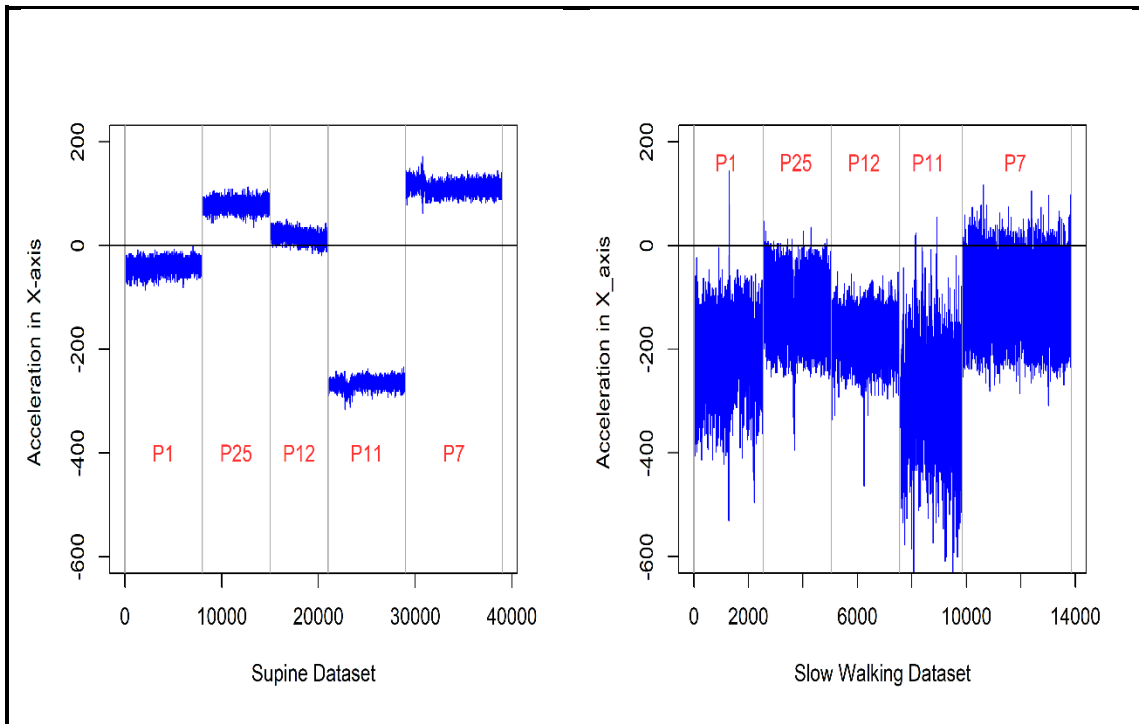 Acceleration in X-axis
200
0
-200
-400
-600
P1 P25 P12 P11 P7
0 10000 20000 30000 40000
Supine Dataset
Acceleration in X_axis
200
0
-200
-400
-600
P1 P25 P12 P11 P7
0 2000 6000 10000 14000
Slow Walking Dataset